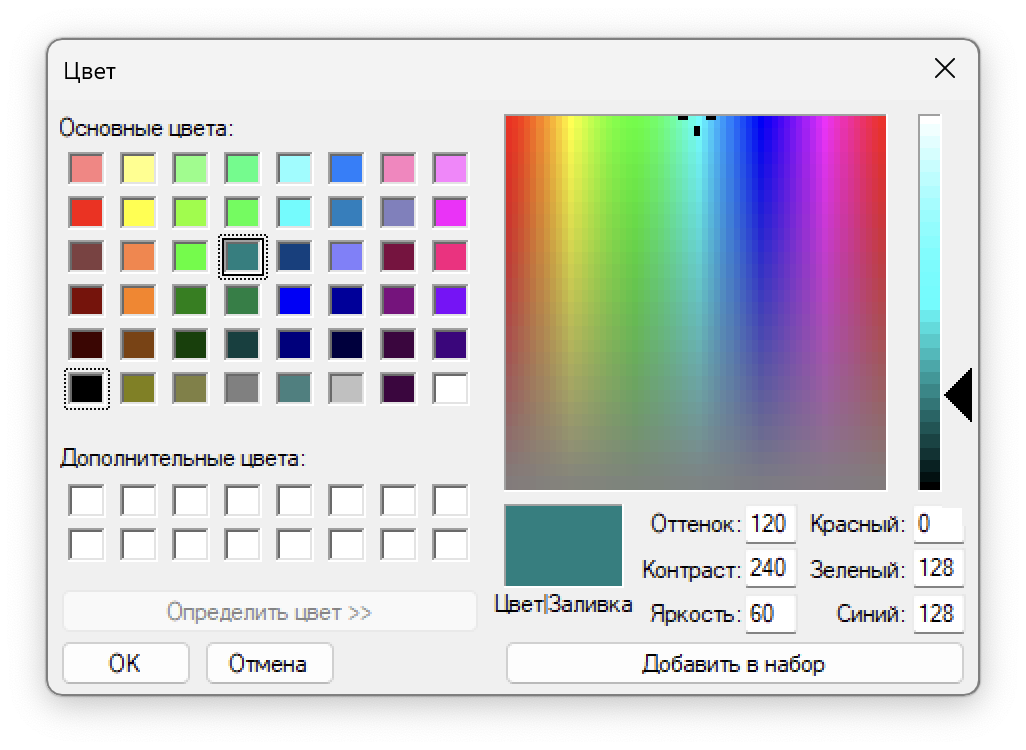 Цвет
Основные цвета:
Дополнительные цвета:
Определить цвет >>
OK
Отмена
Цвет|Заливка
Оттенок: 120
Контраст: 240
Яркость: 60
Красный: 0
Зеленый: 128
Синий: 128
Добавить в набор